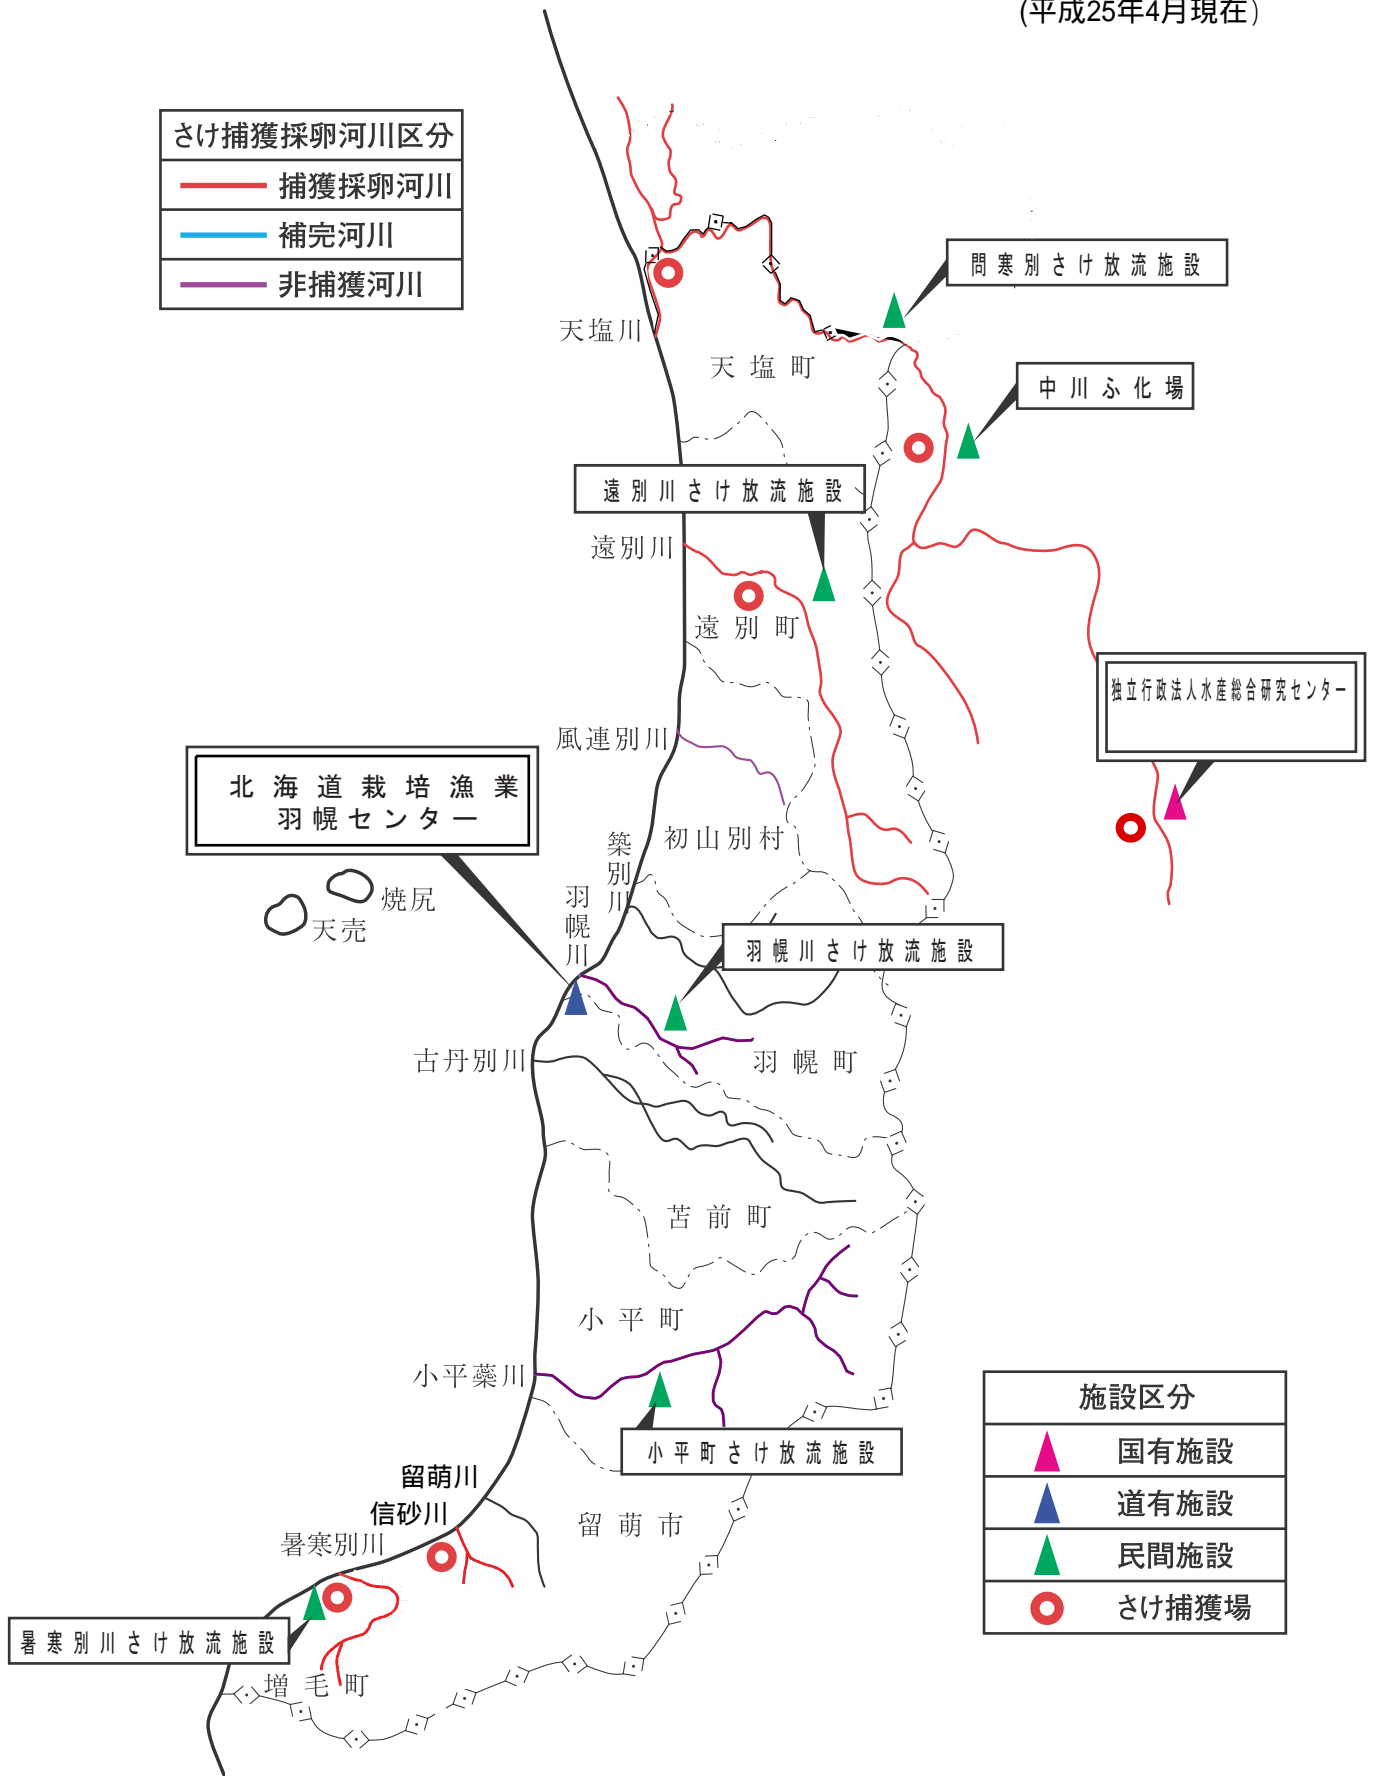 (平成25年4月現在)
さけ捕獲採卵河川区分
捕獲採卵河川
補完河川
非捕獲河川
問寒別さけ放流施設
天塩川
天塩町
中川ふ化場
遠別川さけ放流施設
遠別川
遠別町
独立行政法人水産総合研究センター
風連別川
北海道栽培漁業
羽幌センター
初山別村
築別川
羽幌川
焼尻
天売
羽幌川さけ放流施設
古丹別川
羽幌町
苫前町
小平町
小平蘂川
小平町さけ放流施設
施設区分
国有施設
道有施設
民間施設
さけ捕獲場
留萌川
信砂川
留萌市
暑寒別川
暑寒別川さけ放流施設
増毛町